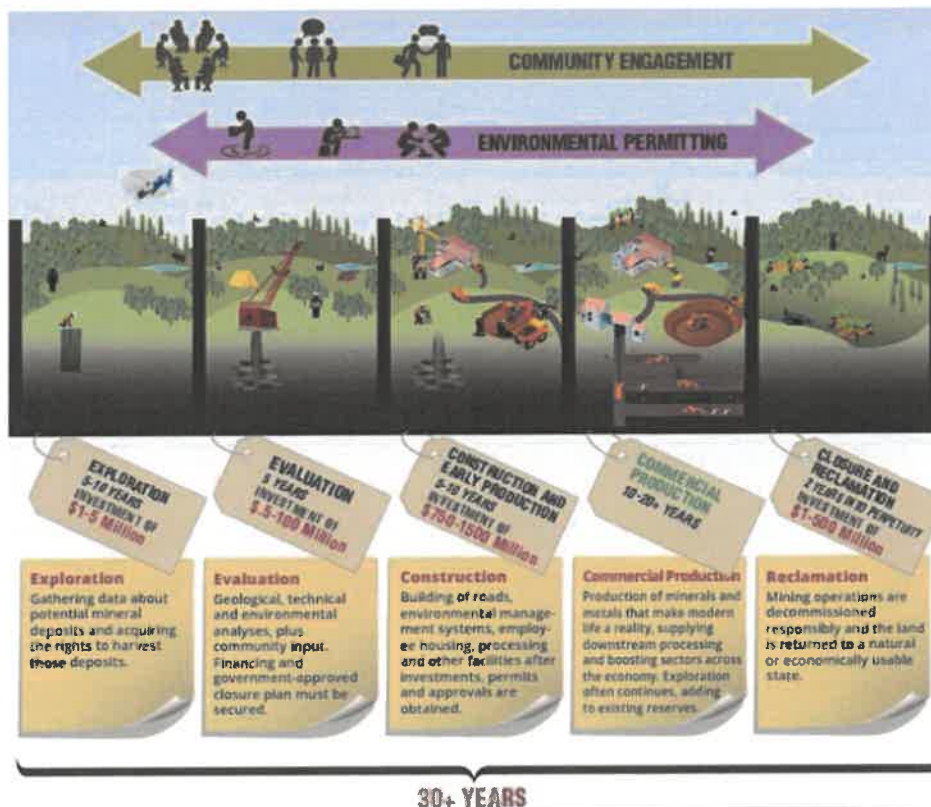 COMMUNITY ENGAGEMENT
ENVIRONMENTAL PERMITTING
EXPLORATION
5-10 YEARS
INVESTMENT OF
$1-5 Million
EVALUATION
5 YEARS
INVESTMENT OF
$.5-100 Million
CONSTRUCTION AND
EARLY PRODUCTION
5-10 YEARS
INVESTMENT OF
$750-1500 Million
COMMERCIAL
PRODUCTION
10-20+ YEARS
CLOSURE AND
RECLAMATION
2 YEARS IN PERPETUITY
INVESTMENT OF
$1-500 Million
Exploration
Gathering data about
potential mineral
deposits and acquiring
the rights to harvest
those deposits.
Evaluation
Geological, technical
and environmental
analyses, plus
community input.
Financing and
government-approved
closure plan must be
secured.
Construction
Building of roads,
environmental manage-
ment systems, employ-
ee housing, processing
and other facilities after
investments, permits
and approvals are
obtained.
Commercial Production
Production of minerals and
metals that make modern
life a reality, supplying
downstream processing
and boosting sectors across
the economy. Exploration
often continues, adding
to existing reserves.
Reclamation
Mining operations are
decommissioned
responsibly and the land
is returned to a natural
or economically usable
state.
30+ YEARS